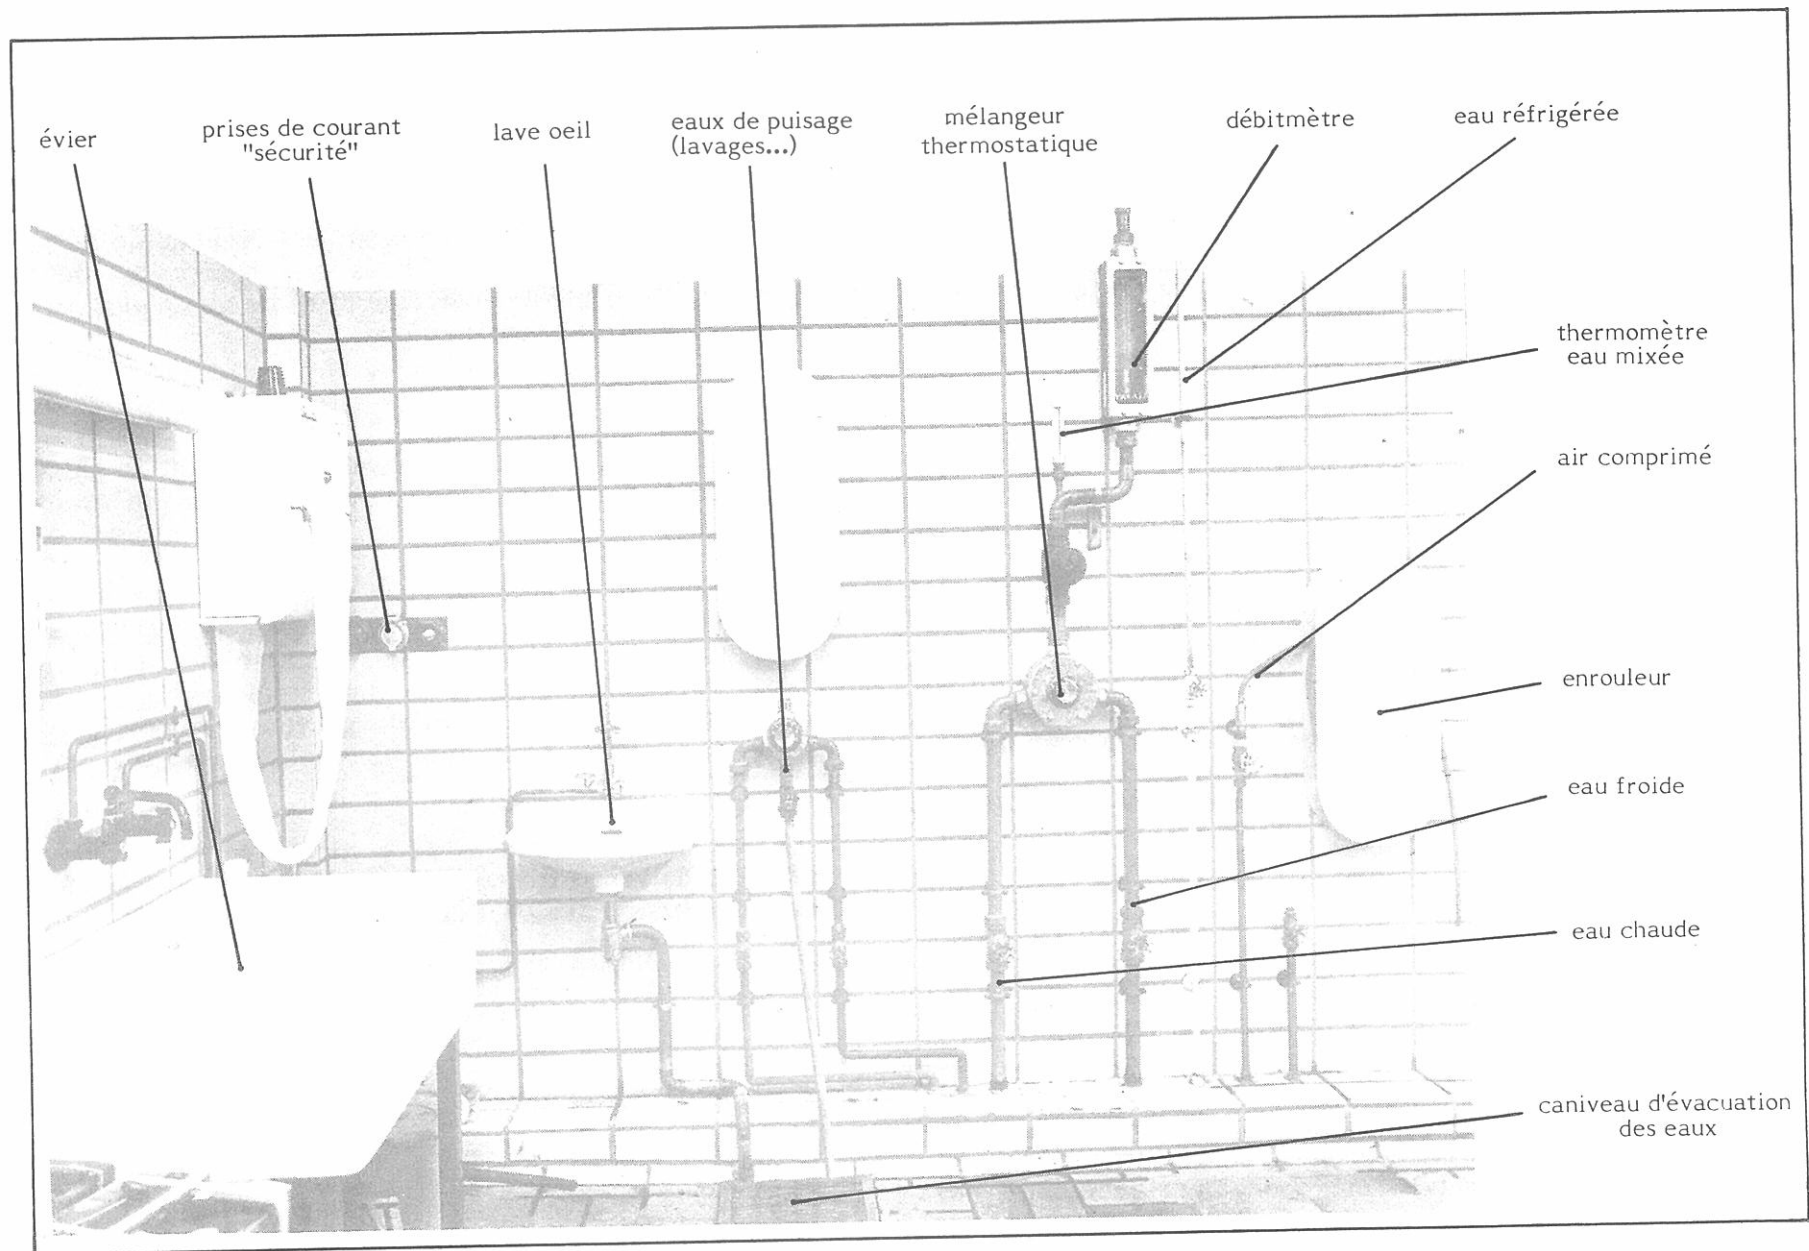 évier
prises de courant
"sécurité"
lave oeil
eaux de puisage
(lavages...)
mélangeur
thermostatique
débitmètre
eau réfrigérée
thermomètre
eau mixée
air comprimé
enrouleur
eau froide
eau chaude
caniveau d'évacuation
des eaux